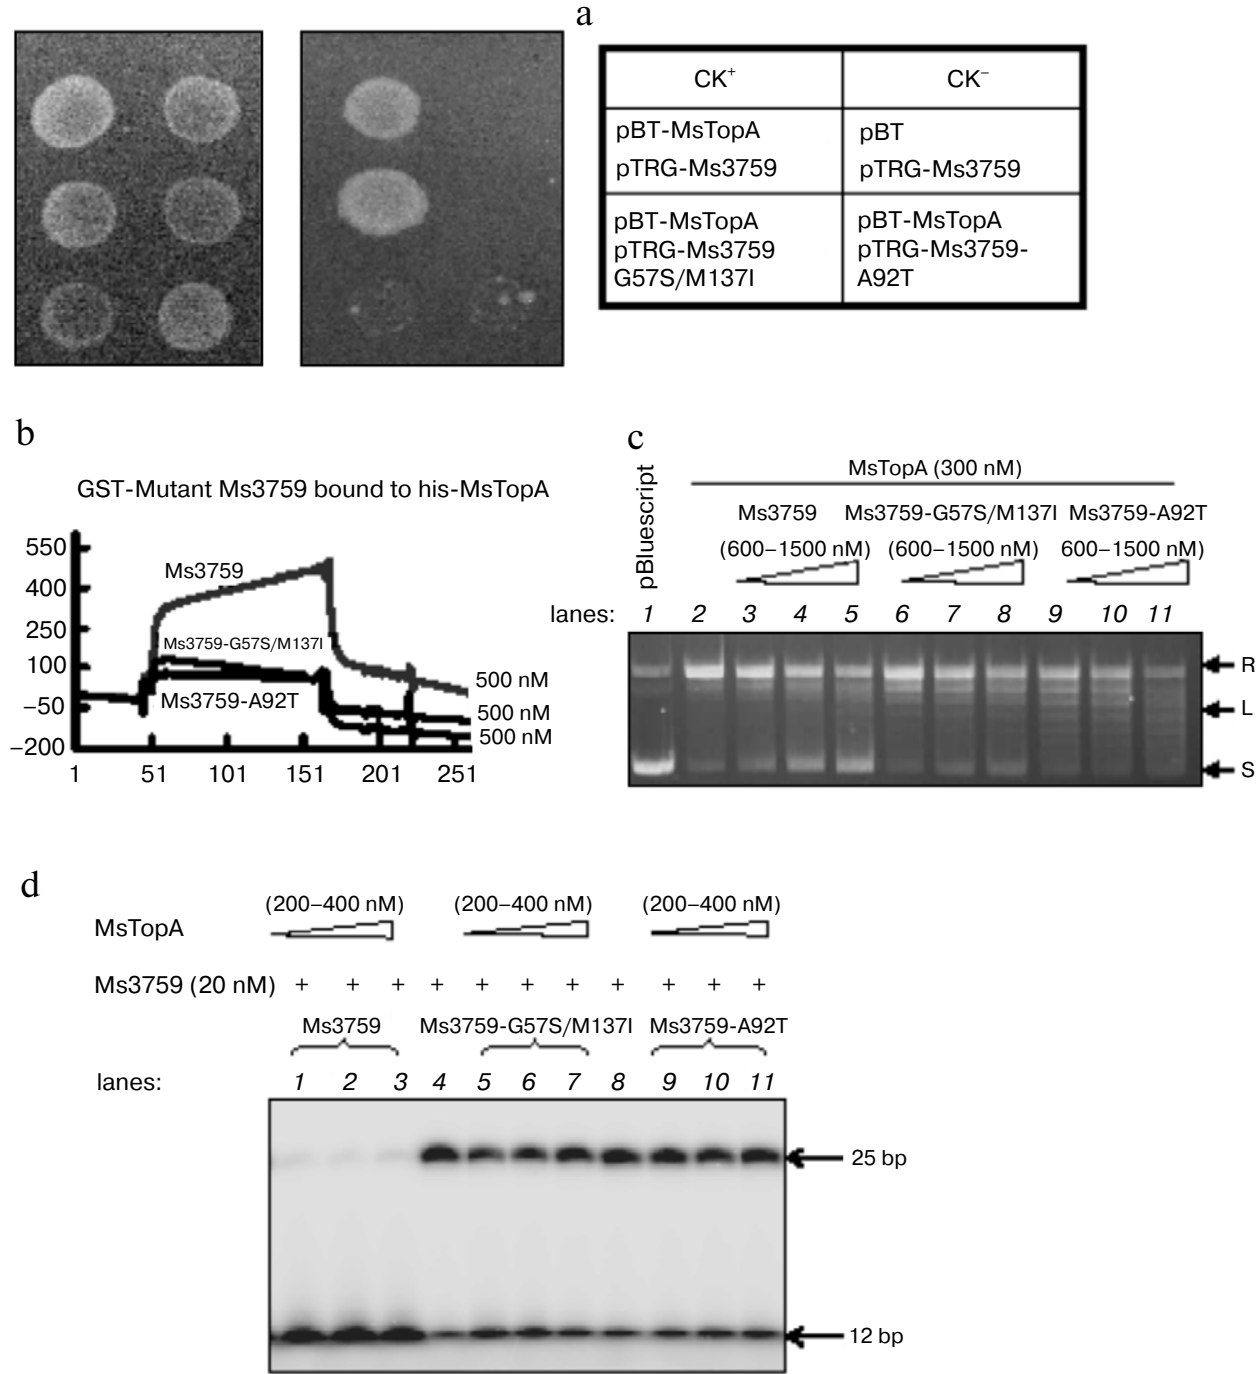 a
CK⁺ CK⁻
pBT-MsTopA pBT
pTRG-Ms3759 pTRG-Ms3759
pBT-MsTopA pBT-MsTopA
pTRG-Ms3759 pTRG-Ms3759-
G57S/M137I A92T
b
GST-Mutant Ms3759 bound to his-MsTopA
550
400
250
100
−50
−200
Ms3759
Ms3759-G57S/M137I
Ms3759-A92T
500 nM
500 nM
500 nM
1 51 101 151 201 251
c
pBluescript
MsTopA (300 nM)
Ms3759 Ms3759-G57S/M137I Ms3759-A92T
(600−1500 nM) (600−1500 nM) 600−1500 nM)
lanes: 1 2 3 4 5 6 7 8 9 10 11
R
L
S
d
(200−400 nM) (200−400 nM) (200−400 nM)
MsTopA
Ms3759 (20 nM) + + + + + + + + + + +
Ms3759 Ms3759-G57S/M137I Ms3759-A92T
lanes: 1 2 3 4 5 6 7 8 9 10 11
25 bp
12 bp